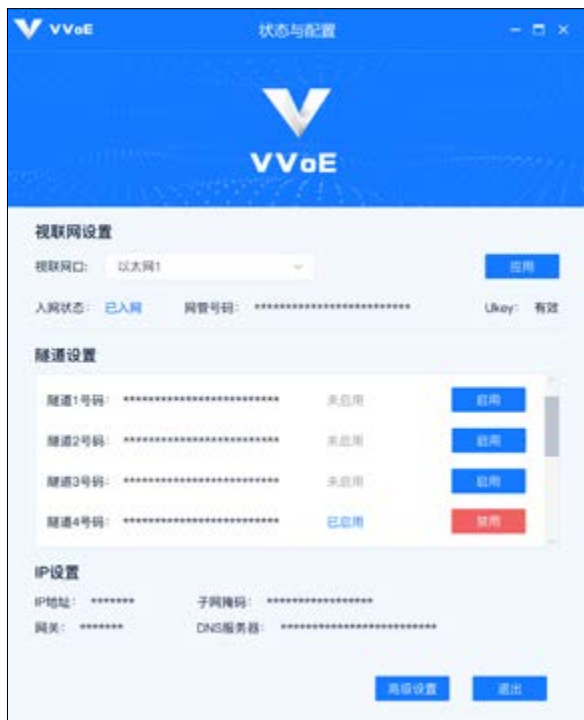 VVoE 状态与配置
VVoE
视联网设置
视联网口: 以太网1 应用
入网状态: 已入网 网管号码: ************************* Ukey: 有效
隧道设置
隧道1号码: ************************* 未启用 启用
隧道2号码: ************************* 未启用 启用
隧道3号码: ************************* 未启用 启用
隧道4号码: ************************* 已启用 禁用
IP设置
IP地址: ******* 子网掩码: *****************
网关: ******* DNS服务器: *************************
高级设置 退出